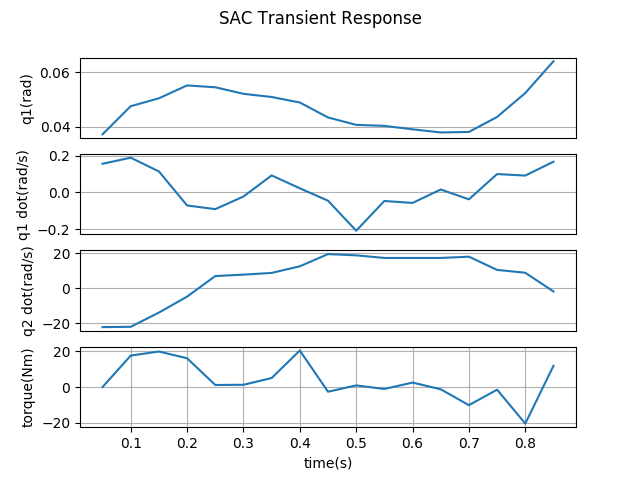 SAC Transient Response
q1(rad)
0.06
0.04
q1 dot(rad/s)
0.2
0.0
−0.2
q2 dot(rad/s)
20
0
−20
torque(Nm)
20
0
−20
0.1 0.2 0.3 0.4 0.5 0.6 0.7 0.8
time(s)